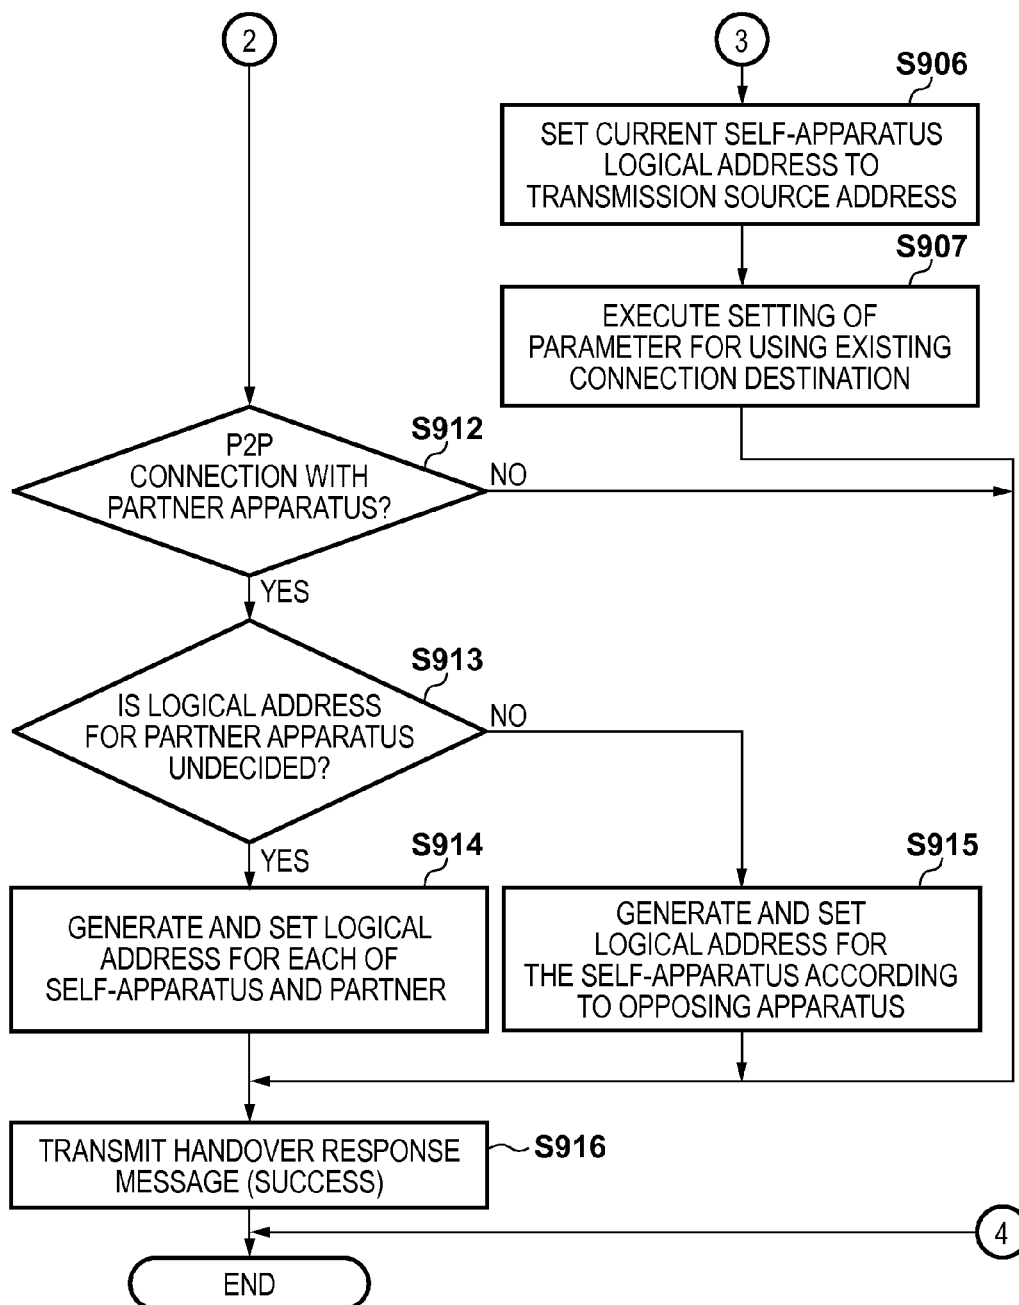 2
3
S906
SET CURRENT SELF-APPARATUS
LOGICAL ADDRESS TO
TRANSMISSION SOURCE ADDRESS
S907
EXECUTE SETTING OF
PARAMETER FOR USING EXISTING
CONNECTION DESTINATION
S912
P2P
CONNECTION WITH
PARTNER APPARATUS?
NO
YES
S913
IS LOGICAL ADDRESS
FOR PARTNER APPARATUS
UNDECIDED?
NO
YES
S914
GENERATE AND SET LOGICAL
ADDRESS FOR EACH OF
SELF-APPARATUS AND PARTNER
S915
GENERATE AND SET
LOGICAL ADDRESS FOR
THE SELF-APPARATUS ACCORDING
TO OPPOSING APPARATUS
TRANSMIT HANDOVER RESPONSE
MESSAGE (SUCCESS)
S916
4
END